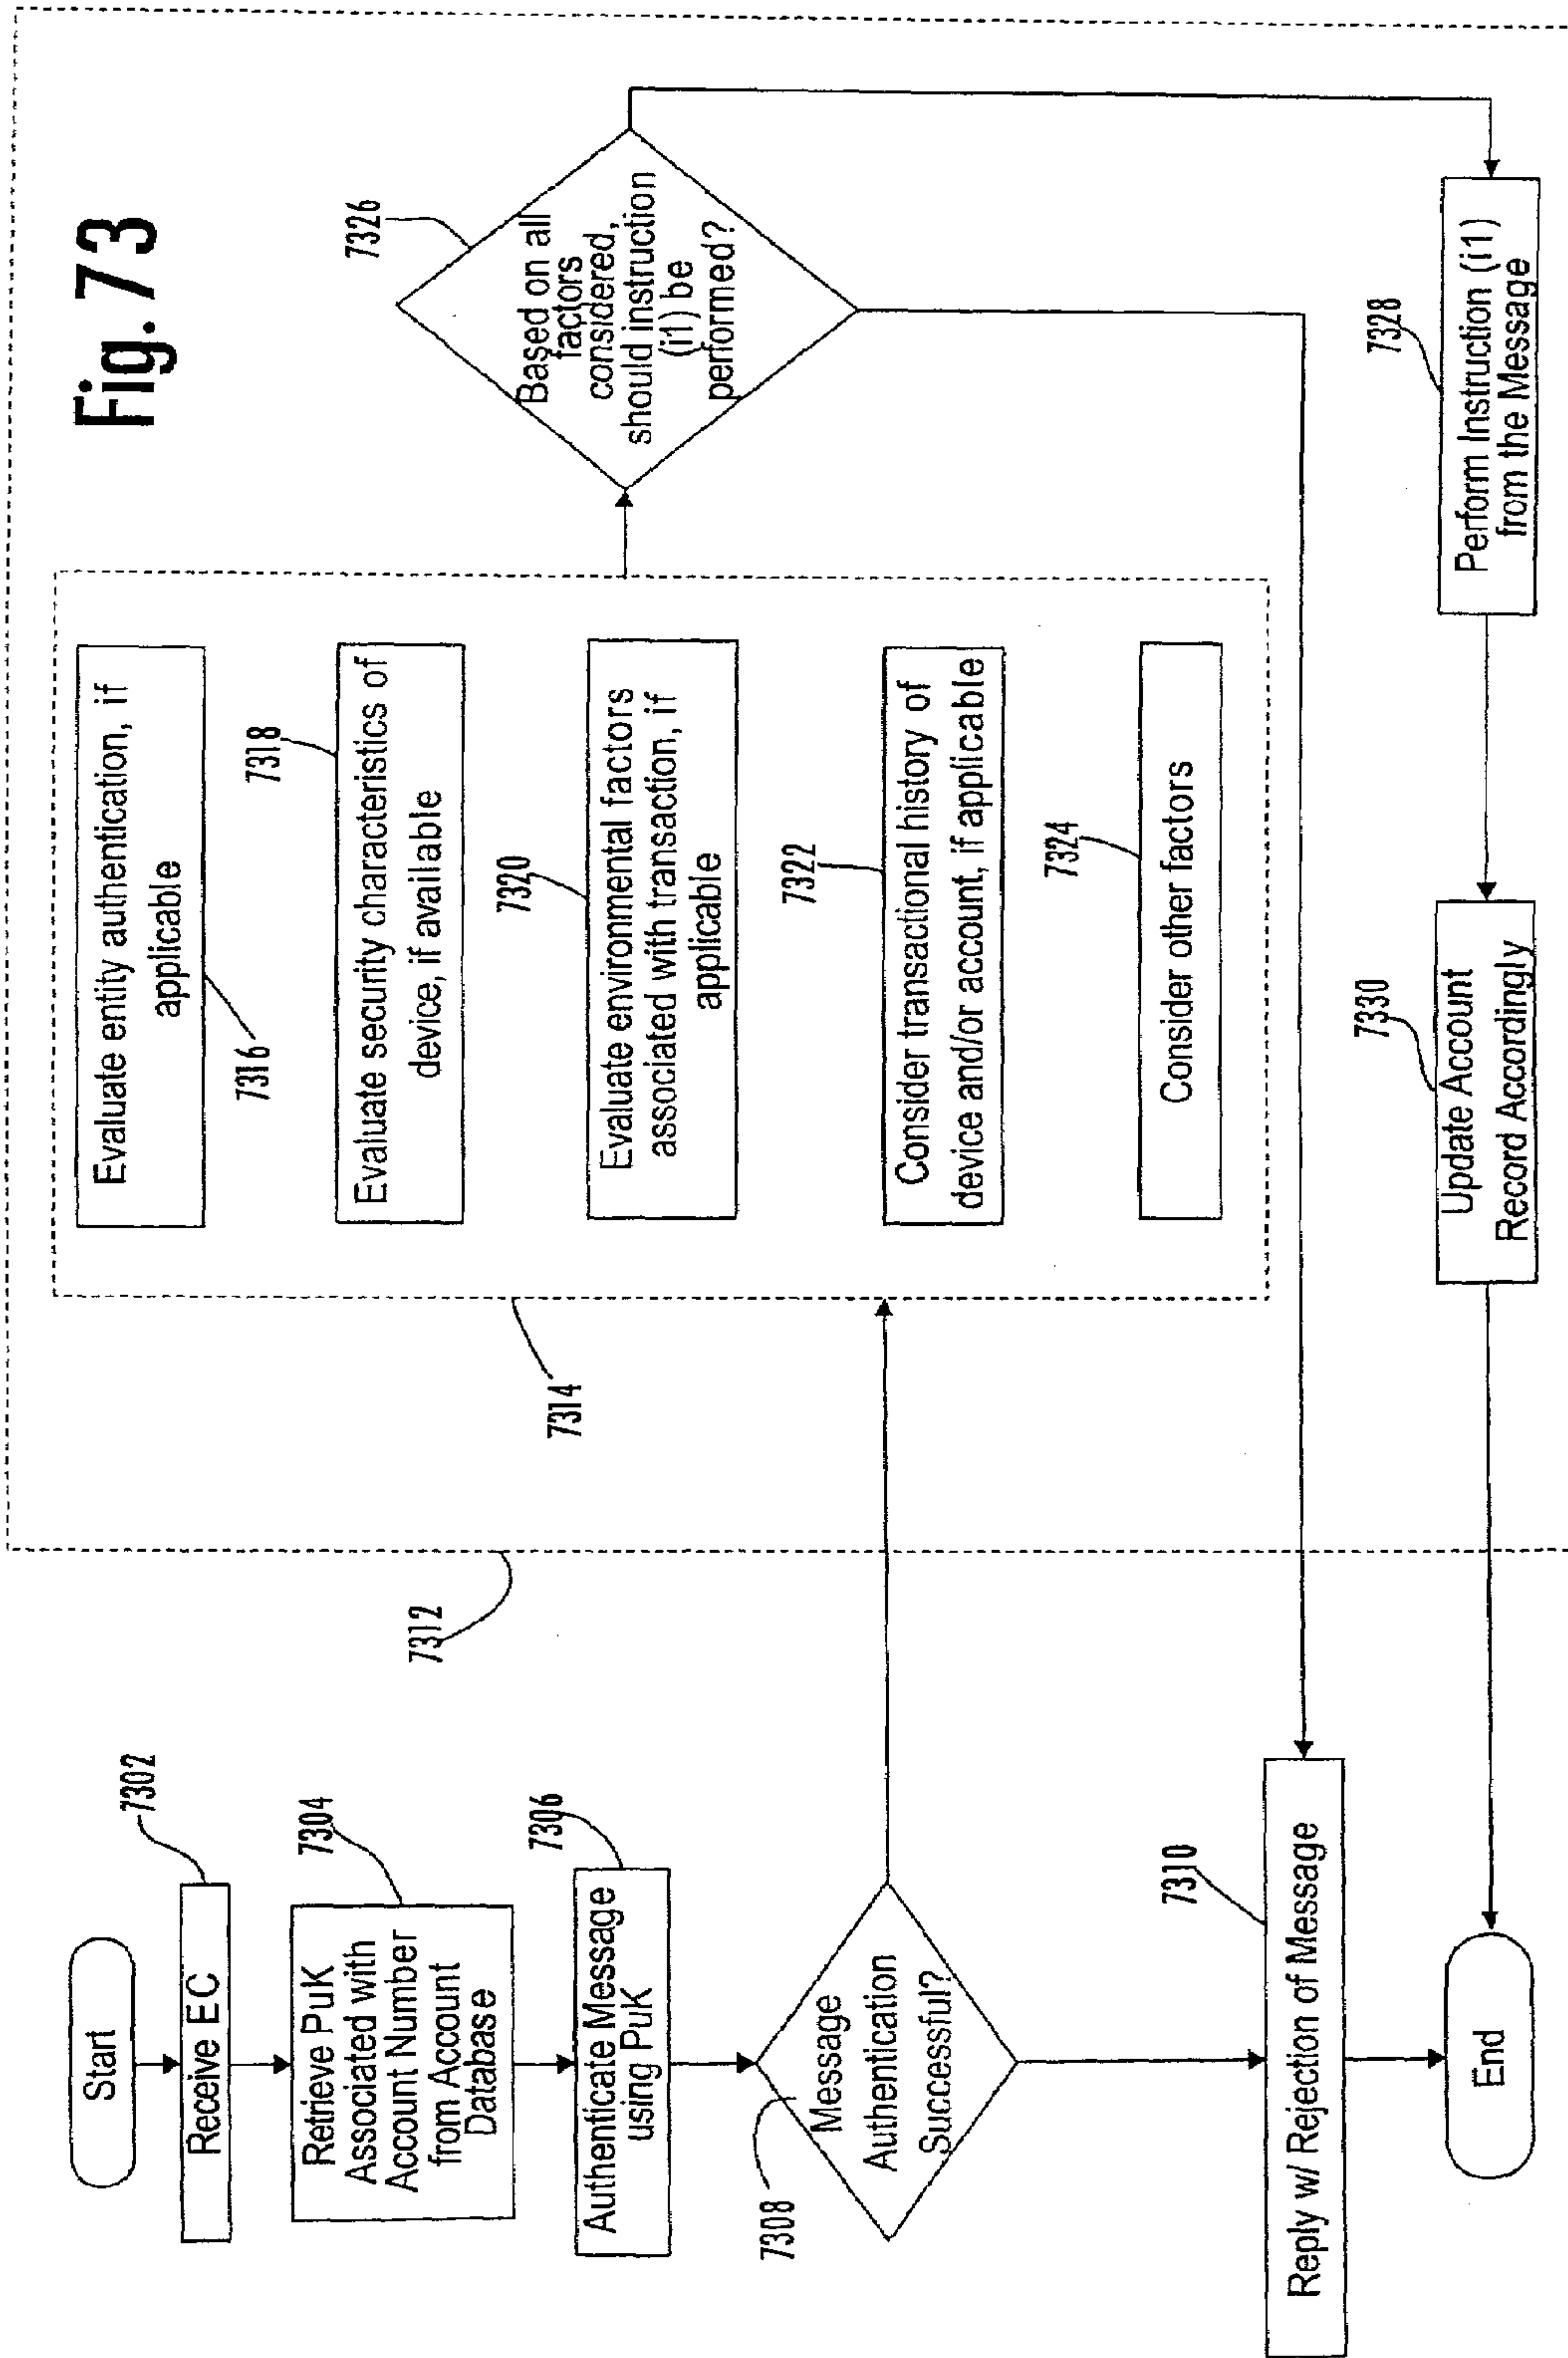 Fig. 73
Start
7302
Receive EC
7304
Retrieve PuK
Associated with
Account Number
from Account
Database
7306
Authenticate Message
using PuK
7308
Message
Authentication
Successful?
7310
Reply w/ Rejection of Message
End
7312
7314
Evaluate entity authentication, if
applicable
7316
7318
Evaluate security characteristics of
device, if available
7320
Evaluate environmental factors
associated with transaction, if
applicable
7322
Consider transactional history of
device and/or account, if applicable
7324
Consider other factors
7326
Based on all
factors
considered,
should instruction
(i1) be
performed?
7328
Perform Instruction (i1)
from the Message
7330
Update Account
Record Accordingly